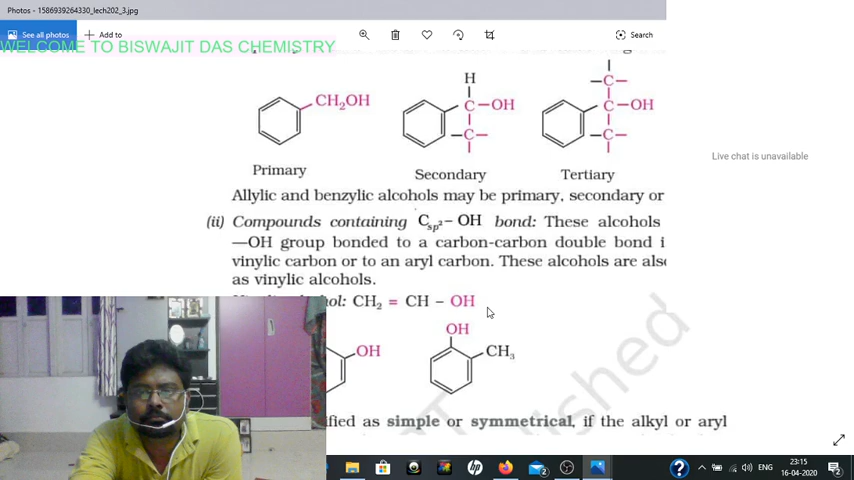 Photos - 1586939264330_lech202_3.jpg
See all photos
Add to
Search
WELCOME TO BISWAJIT DAS CHEMISTRY
CH₂OH
H
C–OH
–C–
–C–
C–OH
–C–
Primary
Secondary
Tertiary
Live chat is unavailable
Allylic and benzylic alcohols may be primary, secondary or
(ii) Compounds containing Csp²–OH bond: These alcohols
—OH group bonded to a carbon-carbon double bond i
vinylic carbon or to an aryl carbon. These alcohols are also
as vinylic alcohols.
hol: CH₂ = CH – OH
OH
OH
CH₃
ified as simple or symmetrical, if the alkyl or aryl
ENG
23:15
16-04-2020